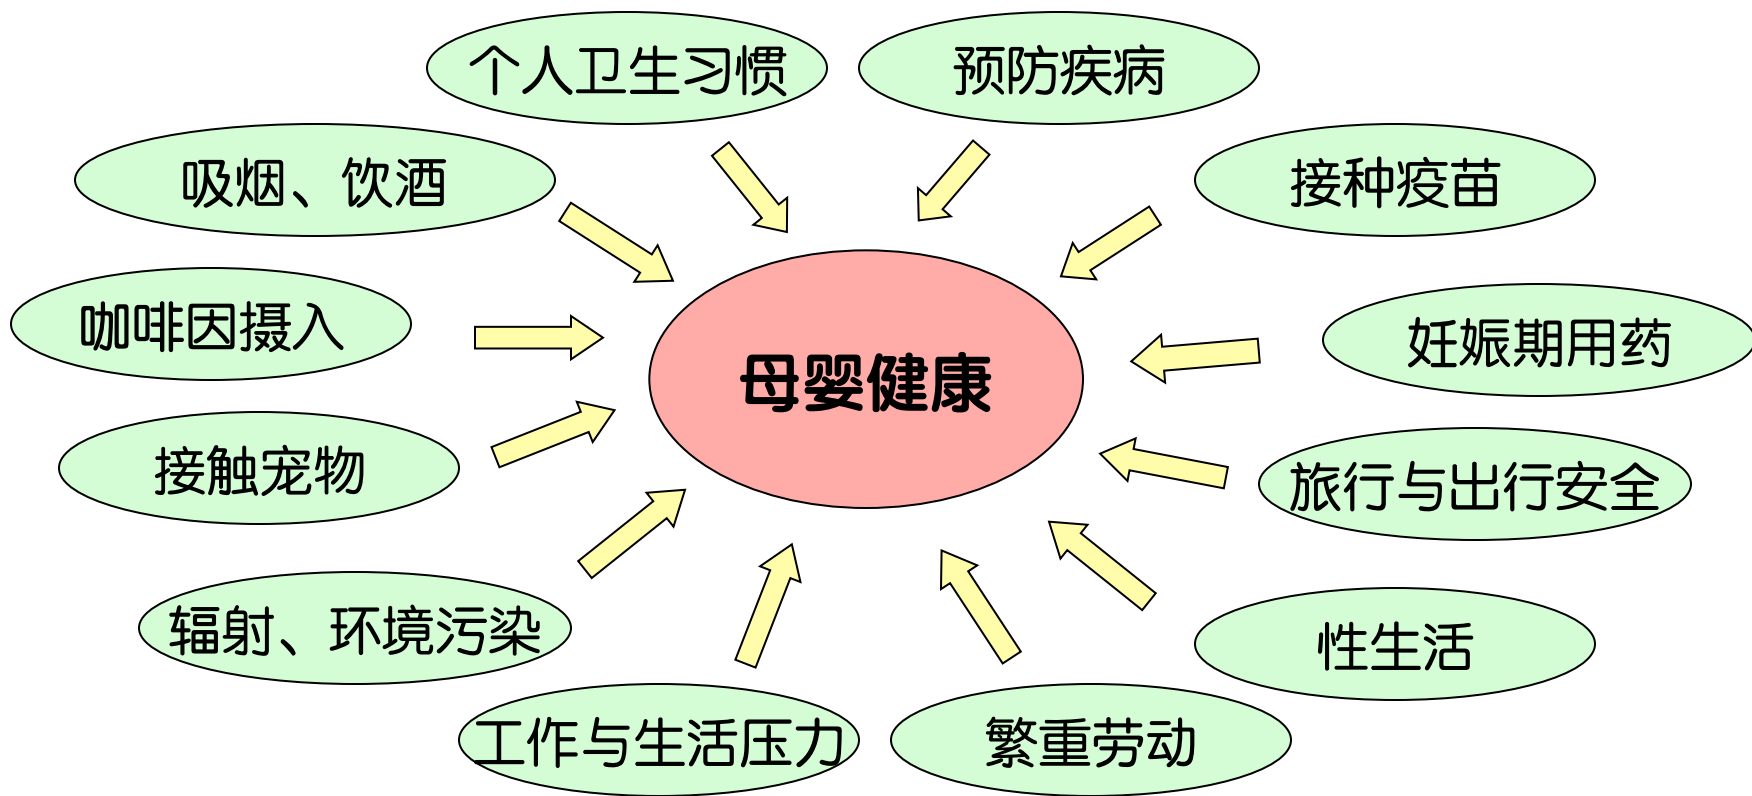 个人卫生习惯
预防疾病
吸烟、饮酒
接种疫苗
咖啡因摄入
妊娠期用药
母婴健康
接触宠物
旅行与出行安全
辐射、环境污染
性生活
工作与生活压力
繁重劳动